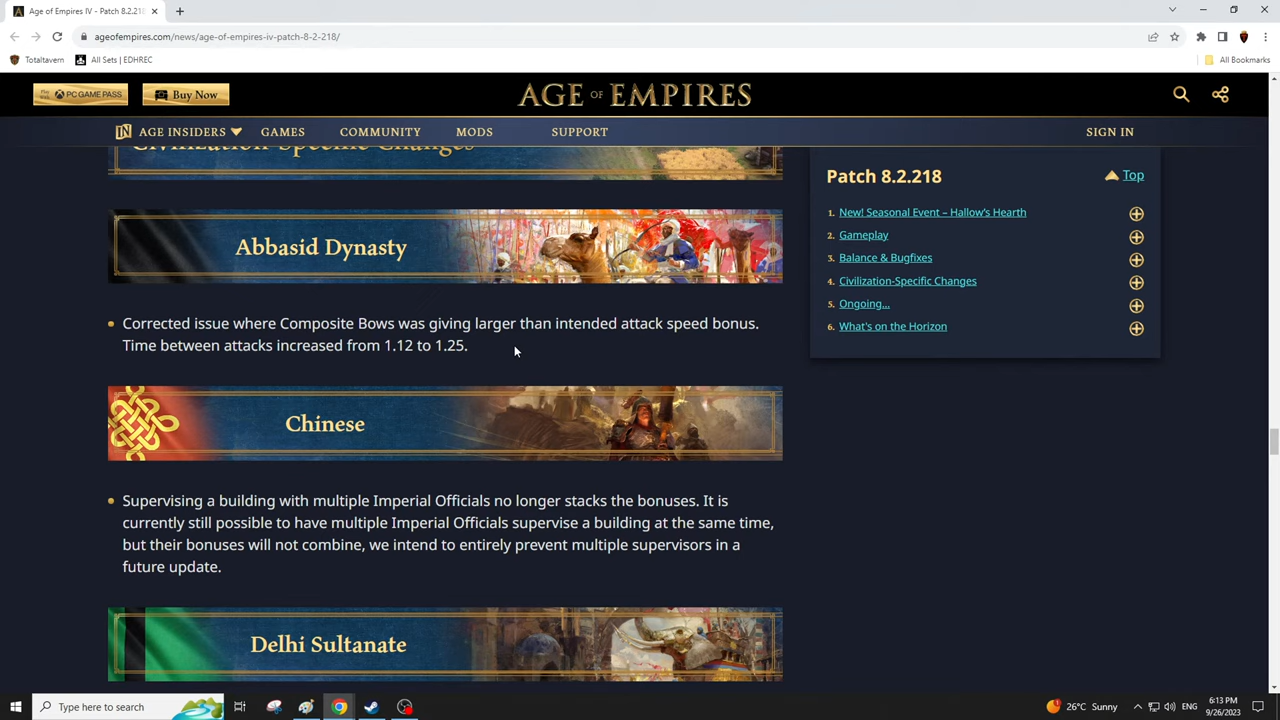 Age of Empires IV - Patch 8.2.218
ageofempires.com/news/age-of-empires-iv-patch-8-2-218/
Totaltavern
All Sets | EDHREC
All Bookmarks
PC GAME PASS
Buy Now
AGE OF EMPIRES
AGE INSIDERS
GAMES
COMMUNITY
MODS
SUPPORT
SIGN IN
Civilization-Specific Changes
Patch 8.2.218
Top
1. New! Seasonal Event – Hallow's Hearth
2. Gameplay
3. Balance & Bugfixes
4. Civilization-Specific Changes
5. Ongoing...
6. What's on the Horizon
Abbasid Dynasty
Corrected issue where Composite Bows was giving larger than intended attack speed bonus.
Time between attacks increased from 1.12 to 1.25.
Chinese
Supervising a building with multiple Imperial Officials no longer stacks the bonuses. It is
currently still possible to have multiple Imperial Officials supervise a building at the same time,
but their bonuses will not combine, we intend to entirely prevent multiple supervisors in a
future update.
Delhi Sultanate
Type here to search
26°C Sunny
ENG
6:13 PM
9/26/2023